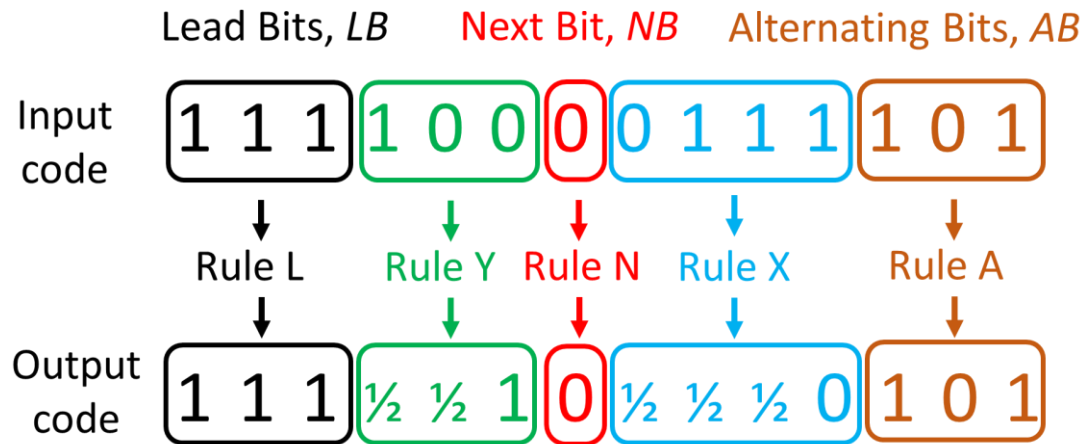 Lead Bits, LB Next Bit, NB Alternating Bits, AB
Input code 1 1 1 1 0 0 0 0 1 1 1 1 0 1
Rule L Rule Y Rule N Rule X Rule A
Output code 1 1 1 ½ ½ 1 0 ½ ½ ½ 0 1 0 1